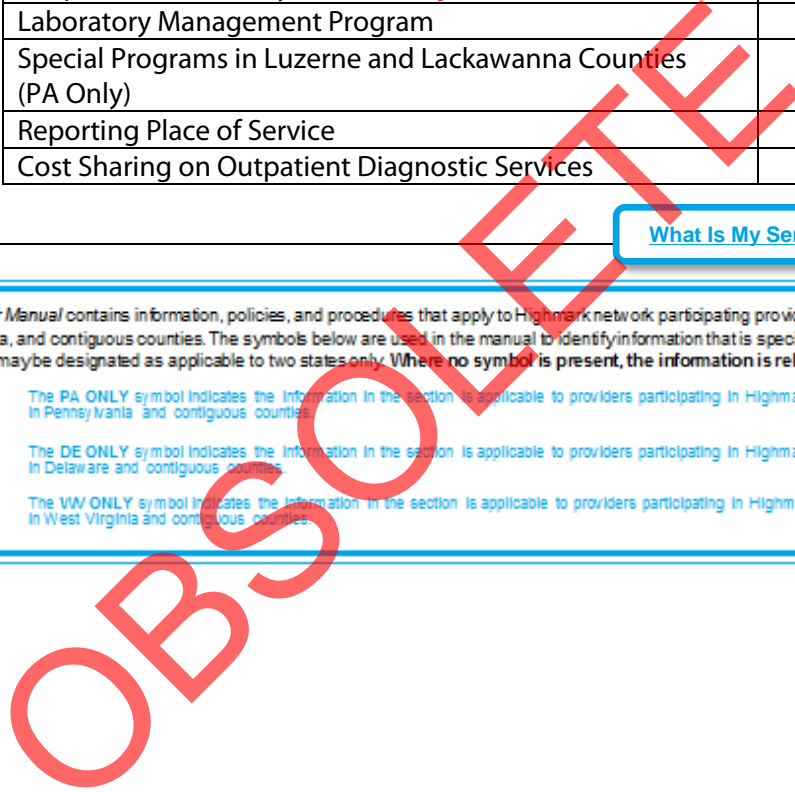 Laboratory Management Program
Special Programs in Luzerne and Lackawanna Counties
(PA Only)
Reporting Place of Service
Cost Sharing on Outpatient Diagnostic Services
What Is My Ser
Manual contains information, policies, and procedures that apply to Highmark network participating provid
a, and contiguous counties. The symbols below are used in the manual to identify information that is speci
may be designated as applicable to two states only. Where no symbol is present, the information is rel
The PA ONLY symbol indicates the information in the section is applicable to providers participating in Highma
in Pennsylvania and contiguous counties.
The DE ONLY symbol indicates the information in the section is applicable to providers participating in Highma
in Delaware and contiguous counties.
The WV ONLY symbol indicates the information in the section is applicable to providers participating in Highm
in West Virginia and contiguous counties.
OBSOLETE